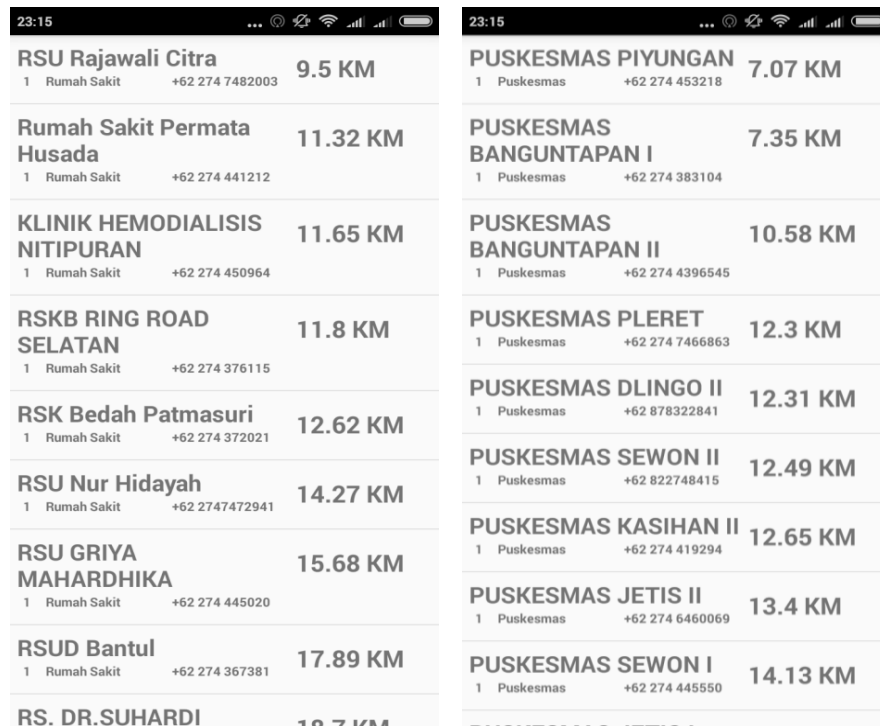 23:15
...
RSU Rajawali Citra
1 Rumah Sakit +62 274 7482003
9.5 KM
Rumah Sakit Permata
Husada
11.32 KM
1 Rumah Sakit +62 274 441212
KLINIK HEMODIALISIS
NITIPURAN
11.65 KM
1 Rumah Sakit +62 274 450964
RSKB RING ROAD
SELATAN
11.8 KM
1 Rumah Sakit +62 274 376115
RSK Bedah Patmasuri
1 Rumah Sakit +62 274 372021
12.62 KM
RSU Nur Hidayah
1 Rumah Sakit +62 2747472941
14.27 KM
RSU GRIYA
MAHARDHIKA
15.68 KM
1 Rumah Sakit +62 274 445020
RSUD Bantul
1 Rumah Sakit +62 274 367381
17.89 KM
RS. DR.SUHARDI
18.7 KM
23:15
...
PUSKESMAS PIYUNGAN
1 Puskesmas +62 274 453218
7.07 KM
PUSKESMAS
BANGUNTAPAN I
7.35 KM
1 Puskesmas +62 274 383104
PUSKESMAS
BANGUNTAPAN II
10.58 KM
1 Puskesmas +62 274 4396545
PUSKESMAS PLERET
1 Puskesmas +62 274 7466863
12.3 KM
PUSKESMAS DLINGO II
1 Puskesmas +62 878322841
12.31 KM
PUSKESMAS SEWON II
1 Puskesmas +62 822748415
12.49 KM
PUSKESMAS KASIHAN II
1 Puskesmas +62 274 419294
12.65 KM
PUSKESMAS JETIS II
1 Puskesmas +62 274 6460069
13.4 KM
PUSKESMAS SEWON I
1 Puskesmas +62 274 445550
14.13 KM